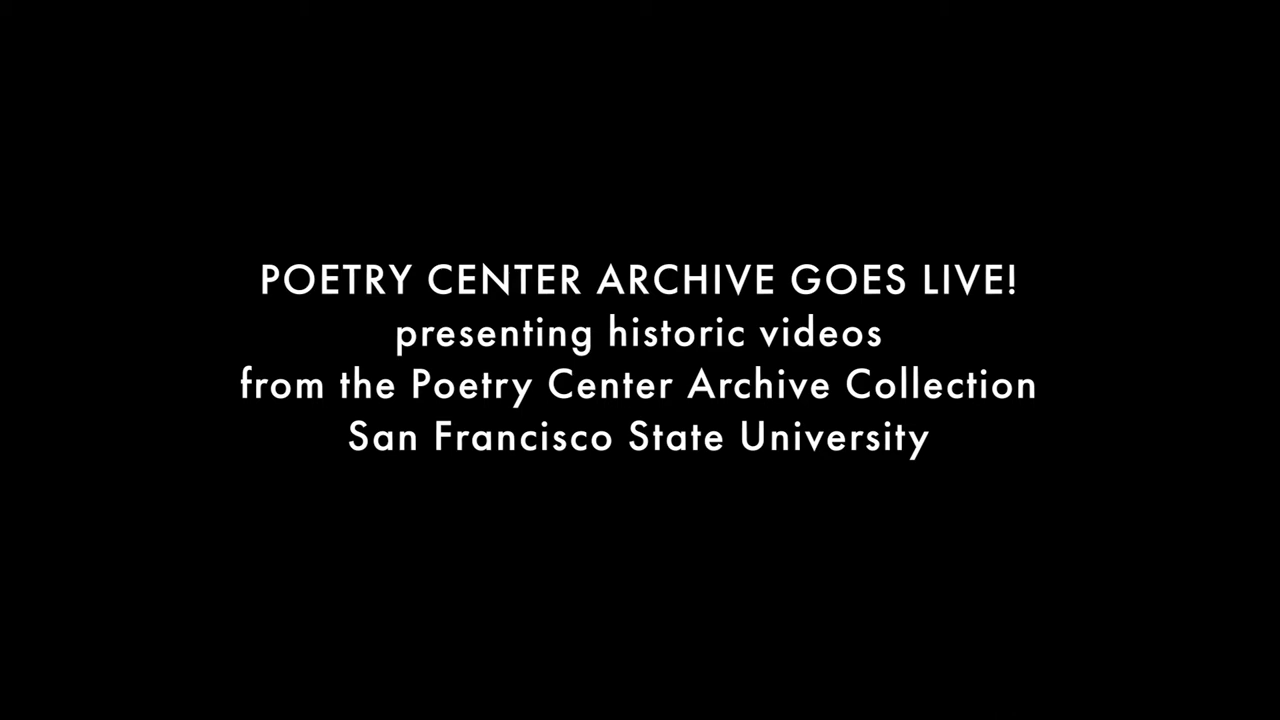 POETRY CENTER ARCHIVE GOES LIVE!
presenting historic videos
from the Poetry Center Archive Collection
San Francisco State University